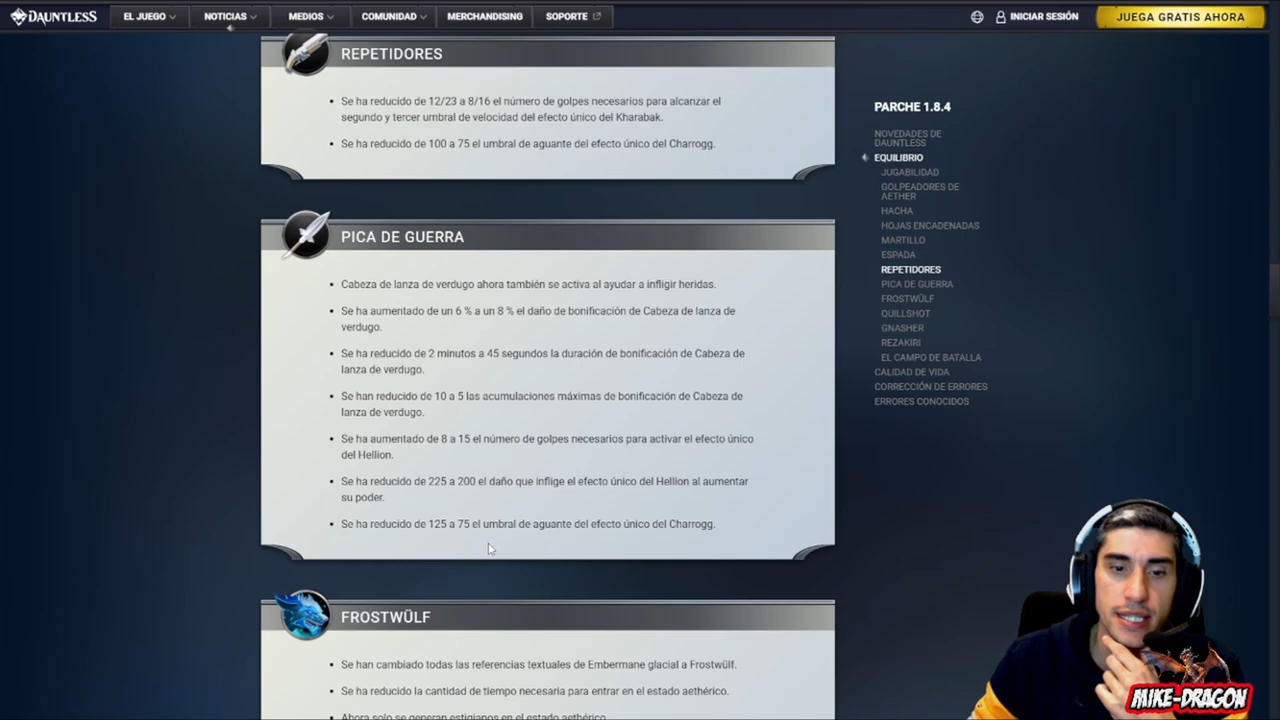 DAUNTLESS
EL JUEGO
NOTICIAS
MEDIOS
COMUNIDAD
MERCHANDISING
SOPORTE
INICIAR SESIÓN
JUEGA GRATIS AHORA
REPETIDORES
• Se ha reducido de 12/23 a 8/16 el número de golpes necesarios para alcanzar el
segundo y tercer umbral de velocidad del efecto único del Kharabak.
• Se ha reducido de 100 a 75 el umbral de aguante del efecto único del Charrogg.
PICA DE GUERRA
• Cabeza de lanza de verdugo ahora también se activa al ayudar a infligir heridas.
• Se ha aumentado de un 6 % a un 8 % el daño de bonificación de Cabeza de lanza de
verdugo.
• Se ha reducido de 2 minutos a 45 segundos la duración de bonificación de Cabeza de
lanza de verdugo.
• Se han reducido de 10 a 5 las acumulaciones máximas de bonificación de Cabeza de
lanza de verdugo.
• Se ha aumentado de 8 a 15 el número de golpes necesarios para activar el efecto único
del Hellion.
• Se ha reducido de 225 a 200 el daño que inflige el efecto único del Hellion al aumentar
su poder.
• Se ha reducido de 125 a 75 el umbral de aguante del efecto único del Charrogg.
FROSTWÜLF
• Se han cambiado todas las referencias textuales de Embermane glacial a Frostwülf.
• Se ha reducido la cantidad de tiempo necesaria para entrar en el estado aethérico.
• Ahora solo se generan estigianos en el estado aethérico.
PARCHE 1.8.4
NOVEDADES DE
DAUNTLESS
EQUILIBRIO
JUGABILIDAD
GOLPEADORES DE
AETHER
HACHA
HOJAS ENCADENADAS
MARTILLO
ESPADA
REPETIDORES
PICA DE GUERRA
FROSTWÜLF
QUILLSHOT
GNASHER
REZAKIRI
EL CAMPO DE BATALLA
CALIDAD DE VIDA
CORRECCIÓN DE ERRORES
ERRORES CONOCIDOS
MIKE-DRAGON